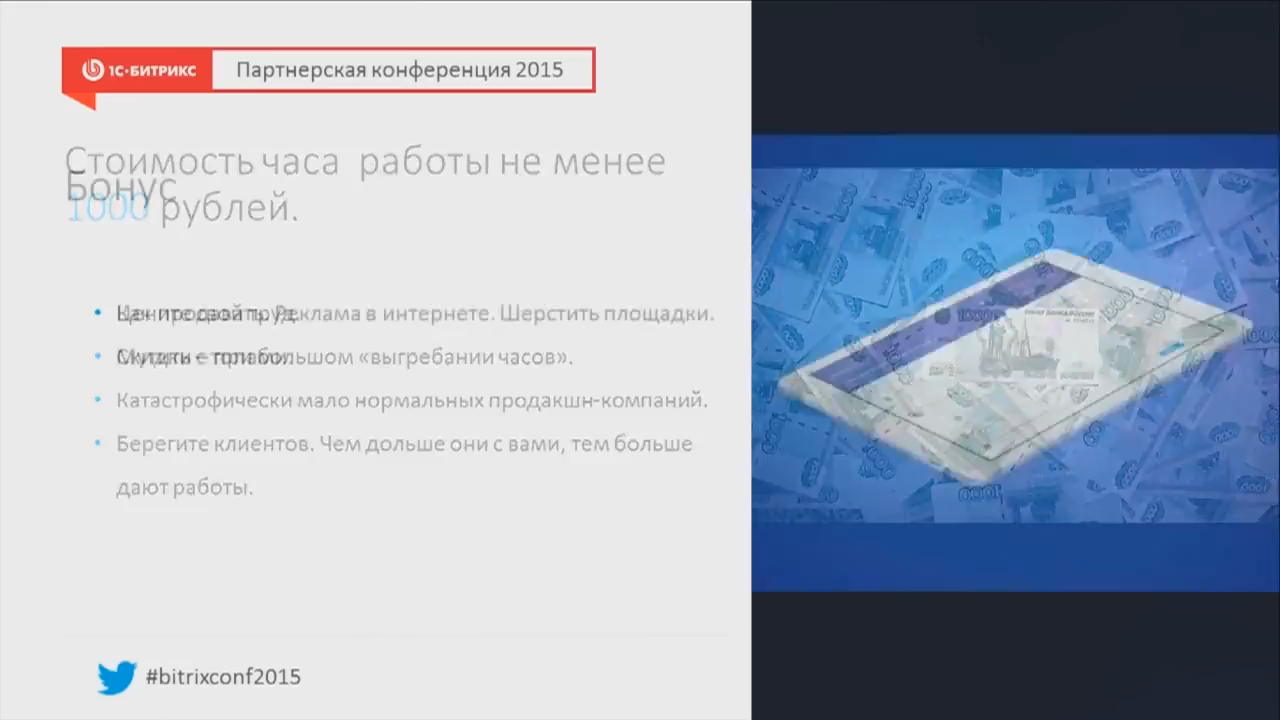 1С-БИТРИКС
Партнерская конференция 2015
Стоимость часа работы не менее
Бонус
1000 рублей.
Реклама в интернете. Шерстить площадки.
большом «выгребании часов».
Катастрофически мало нормальных продакшн-компаний.
Берегите клиентов. Чем дольше они с вами, тем больше
дают работы.
#bitrixconf2015